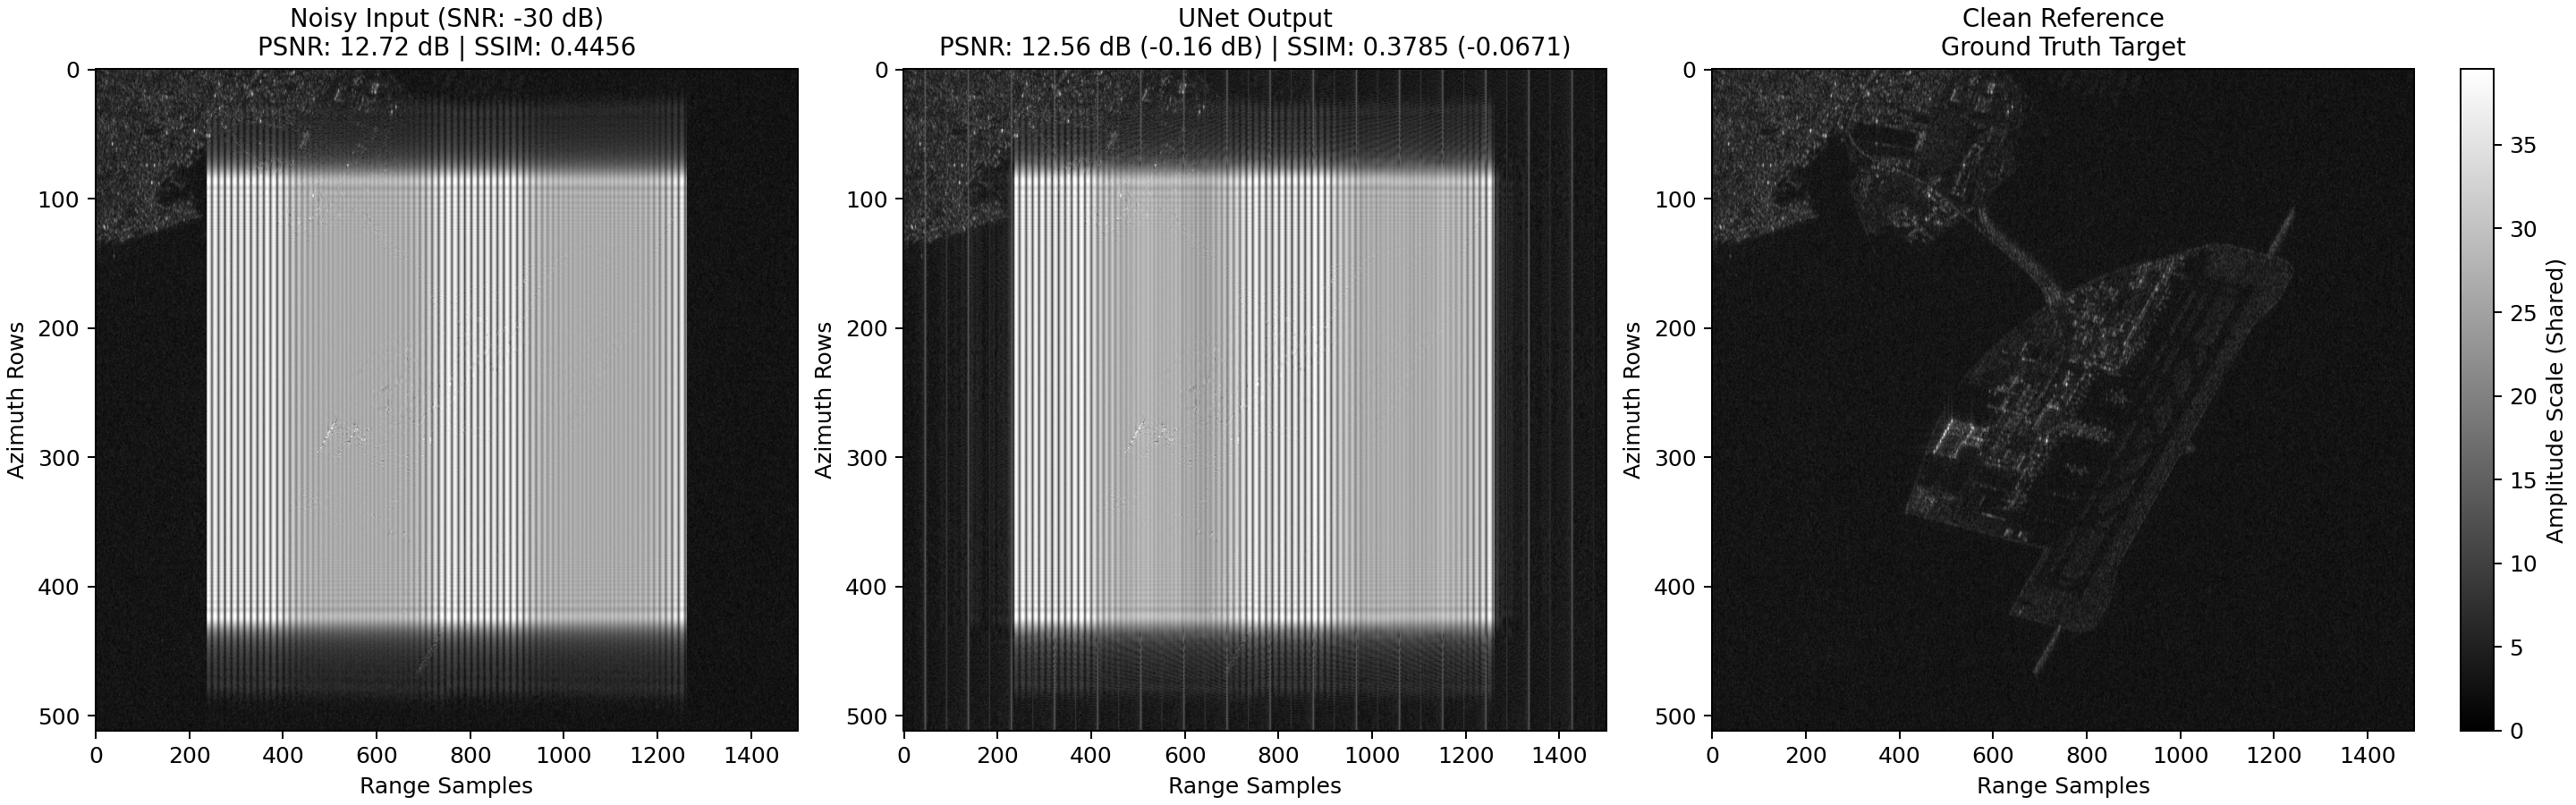 Noisy Input (SNR: -30 dB)
PSNR: 12.72 dB | SSIM: 0.4456
0
100
200
300
400
500
Azimuth Rows
0 200 400 600 800 1000 1200 1400
Range Samples
UNet Output
PSNR: 12.56 dB (-0.16 dB) | SSIM: 0.3785 (-0.0671)
0
100
200
300
400
500
Azimuth Rows
0 200 400 600 800 1000 1200 1400
Range Samples
Clean Reference
Ground Truth Target
0
100
200
300
400
500
Azimuth Rows
0 200 400 600 800 1000 1200 1400
Range Samples
35
30
25
20
15
10
5
0
Amplitude Scale (Shared)